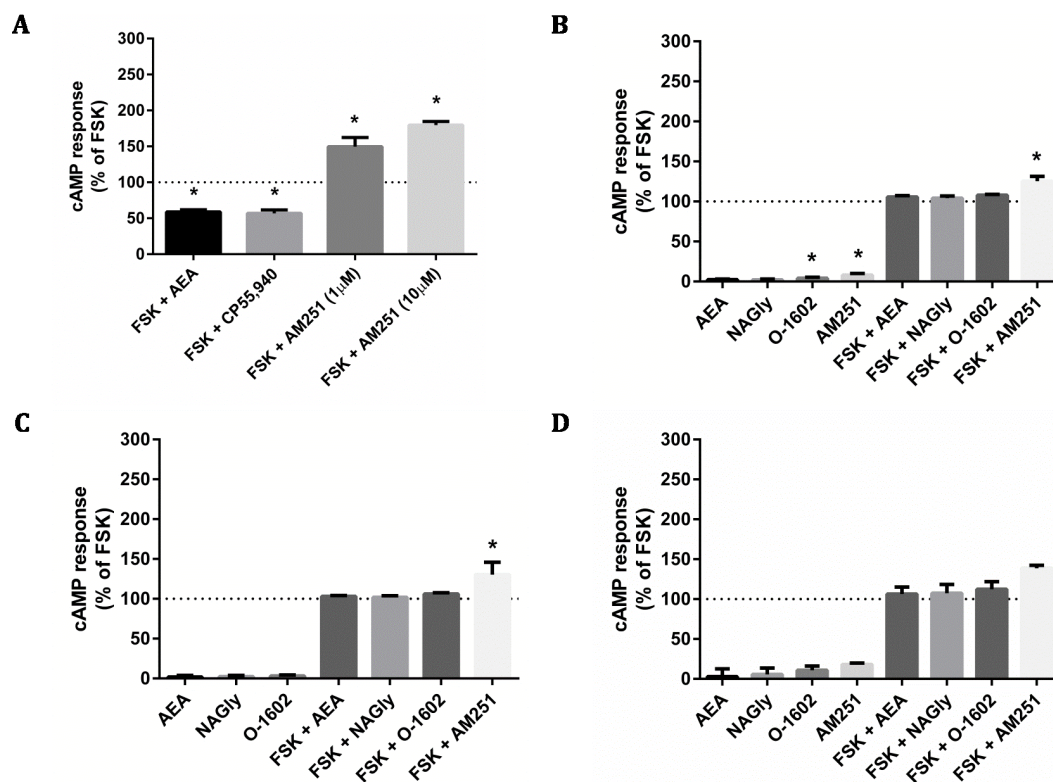 A
cAMP response
(% of FSK)
300
250
200
150
100
50
0
*
*
*
*
FSK + AEA
FSK + CP55,940
FSK + AM251 (1μM)
FSK + AM251 (10μM)
B
cAMP response
(% of FSK)
300
250
200
150
100
50
0
*
*
*
AEA
NAGly
O-1602
AM251
FSK + AEA
FSK + NAGly
FSK + O-1602
FSK + AM251
C
cAMP response
(% of FSK)
300
250
200
150
100
50
0
*
AEA
NAGly
O-1602
FSK + AEA
FSK + NAGly
FSK + O-1602
FSK + AM251
D
cAMP response
(% of FSK)
300
250
200
150
100
50
0
AEA
NAGly
O-1602
AM251
FSK + AEA
FSK + NAGly
FSK + O-1602
FSK + AM251